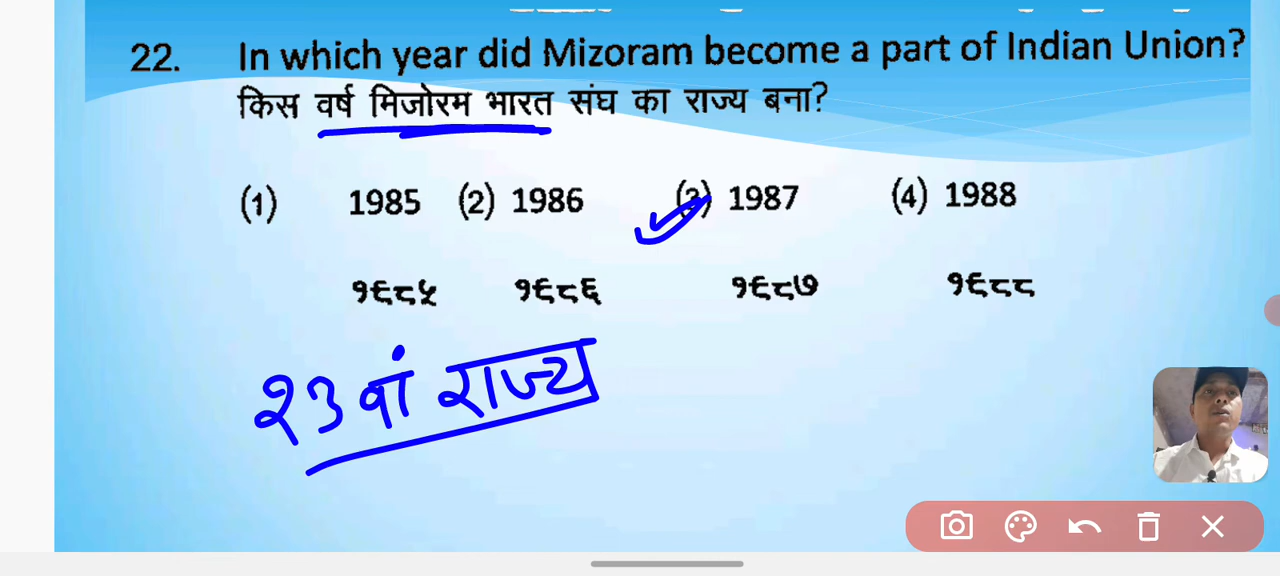 22. In which year did Mizoram become a part of Indian Union?
किस वर्ष मिजोरम भारत संघ का राज्य बना?
(1) 1985 (2) 1986 (3) 1987 (4) 1988
१९८५ १९८६ १९८७ १९८८
२३वां राज्य